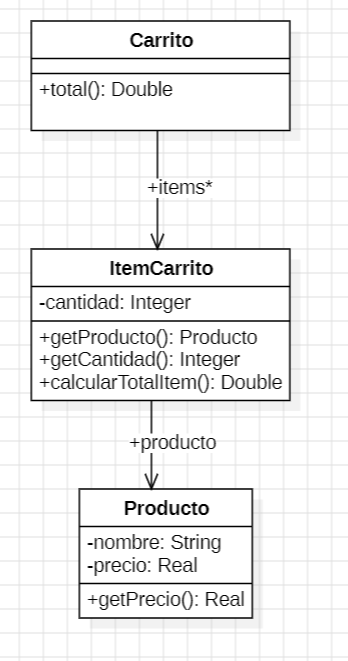 Carrito
+total(): Double
+items*
ItemCarrito
-cantidad: Integer
+getProducto(): Producto
+getCantidad(): Integer
+calcularTotalItem(): Double
+producto
Producto
-nombre: String
-precio: Real
+getPrecio(): Real